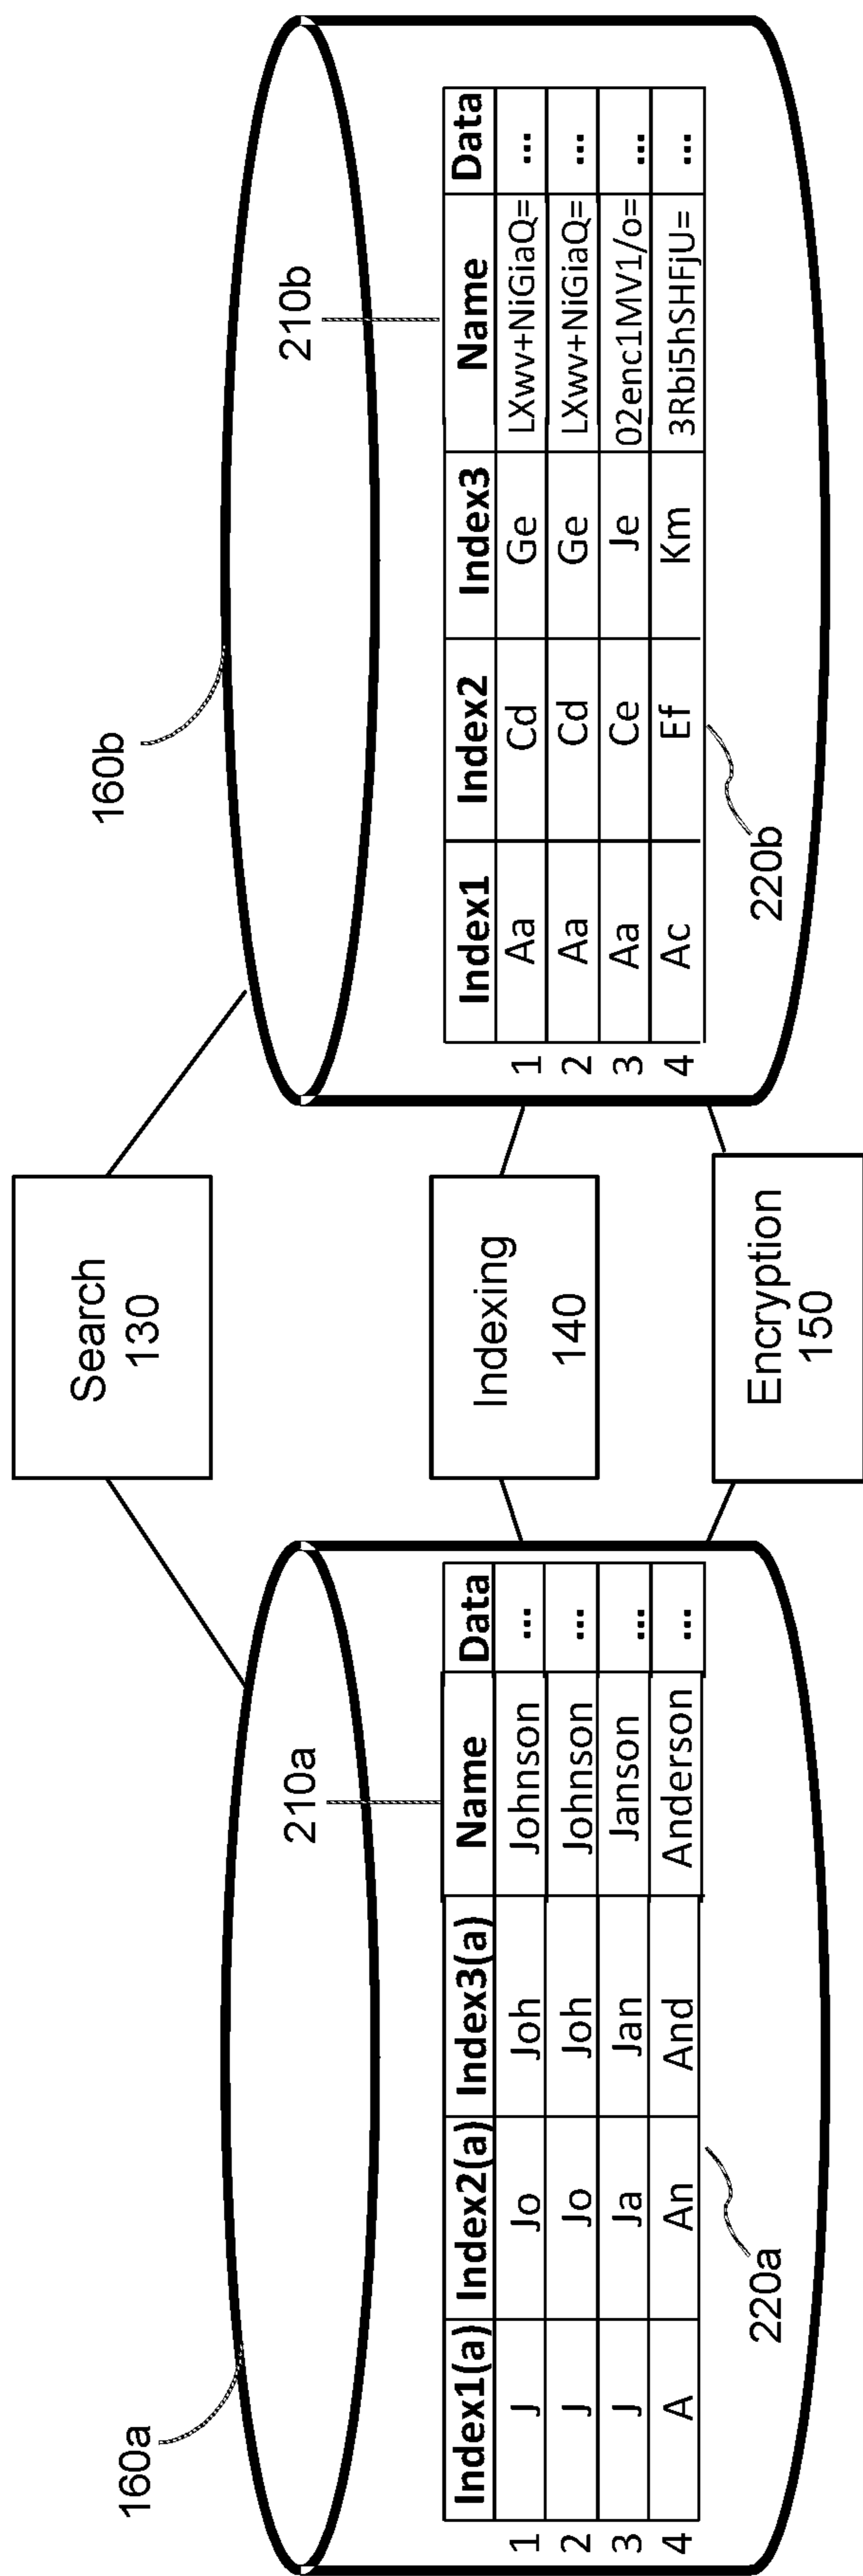 160a
210a
Index1(a) Index2(a) Index3(a) Name Data
1 J Jo Joh Johnson ...
2 J Jo Joh Johnson ...
3 J Ja Jan Janson ...
4 A An And Anderson ...
220a
Search
130
Indexing
140
Encryption
150
160b
210b
Index1 Index2 Index3 Name Data
1 Aa Cd Ge LXwv+NiGiaQ= ...
2 Aa Cd Ge LXwv+NiGiaQ= ...
3 Aa Ce Je 02enc1MV1/o= ...
4 Ac Ef Km 3Rbi5hSHFjU= ...
220b